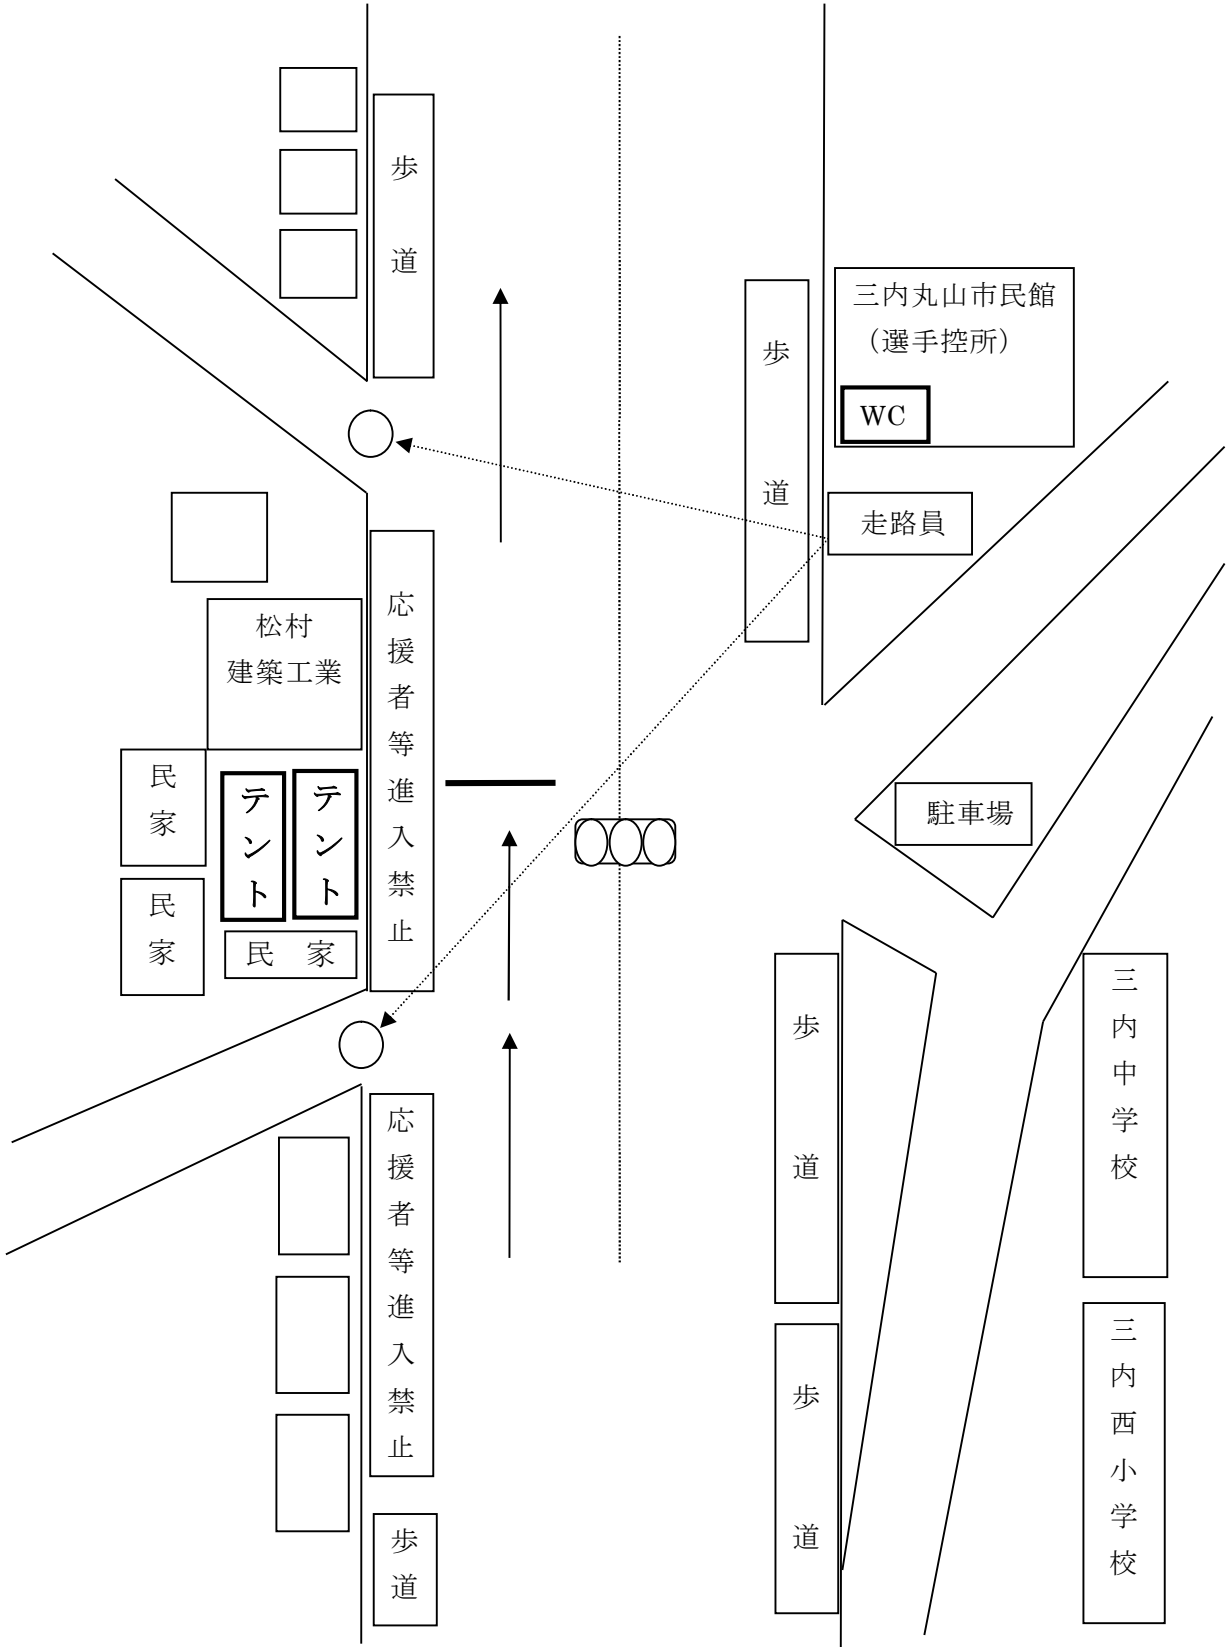 歩道
三内丸山市民館
（選手控所）
WC
歩道
走路員
応援者等進入禁止
松村
建築工業
民家
テント
テント
駐車場
民家
民　家
歩道
三内中学校
応援者等進入禁止
三内西小学校
歩道
歩道